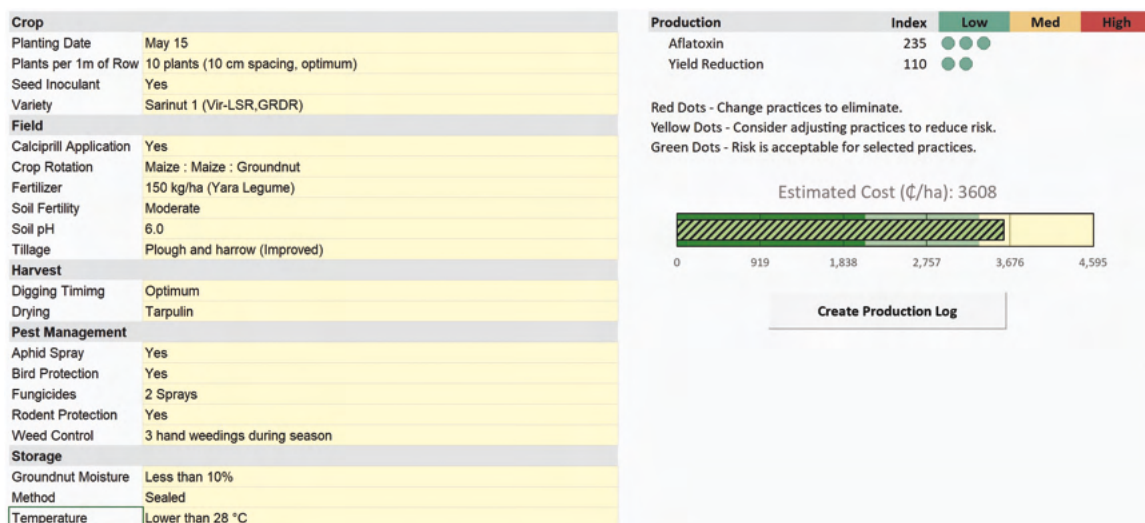 Crop
Planting Date May 15
Plants per 1m of Row 10 plants (10 cm spacing, optimum)
Seed Inoculant Yes
Variety Sarinut 1 (Vir-LSR,GRDR)
Field
Calciprill Application Yes
Crop Rotation Maize : Maize : Groundnut
Fertilizer 150 kg/ha (Yara Legume)
Soil Fertility Moderate
Soil pH 6.0
Tillage Plough and harrow (Improved)
Harvest
Digging Timimg Optimum
Drying Tarpulin
Pest Management
Aphid Spray Yes
Bird Protection Yes
Fungicides 2 Sprays
Rodent Protection Yes
Weed Control 3 hand weedings during season
Storage
Groundnut Moisture Less than 10%
Method Sealed
Temperature Lower than 28 °C
Production Index Low Med High
Aflatoxin 235
Yield Reduction 110
Red Dots - Change practices to eliminate.
Yellow Dots - Consider adjusting practices to reduce risk.
Green Dots - Risk is acceptable for selected practices.
Estimated Cost (₵/ha): 3608
0 919 1,838 2,757 3,676 4,595
Create Production Log